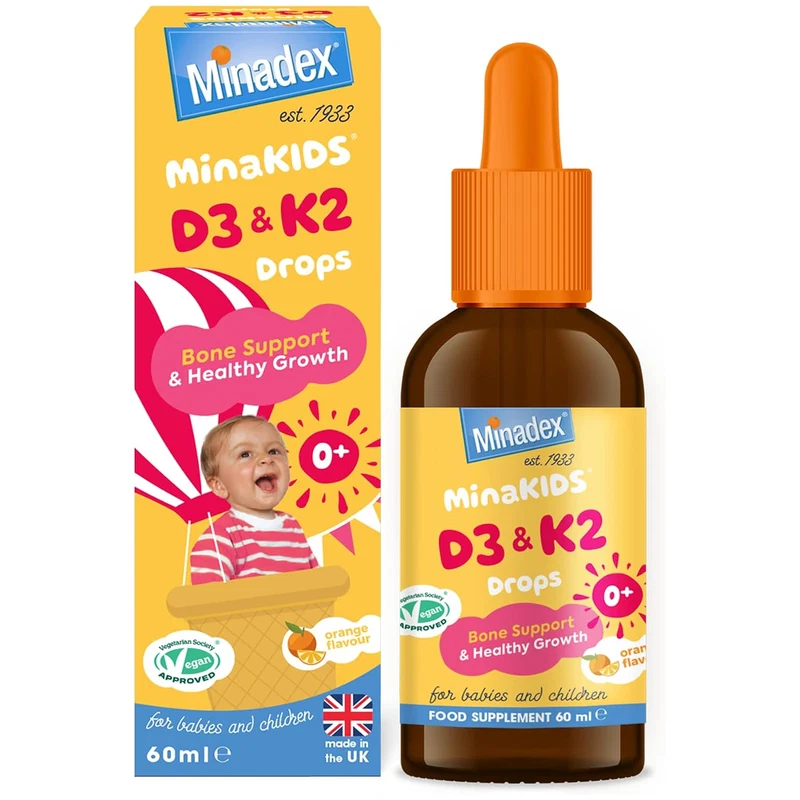 Minadex®
est. 1933
MinaKIDS®
D3 & K2
Drops
Bone Support
& Healthy Growth
0+
orange
flavour
Vegetarian Society
Vegan
APPROVED
for babies and children
60ml e
made in
the UK
Minadex®
est. 1933
MinaKIDS®
D3 & K2
Drops
0+
Vegetarian Society
Vegan
APPROVED
Bone Support
& Healthy Growth
oran
flav
for babies and children
FOOD SUPPLEMENT 60 ml e